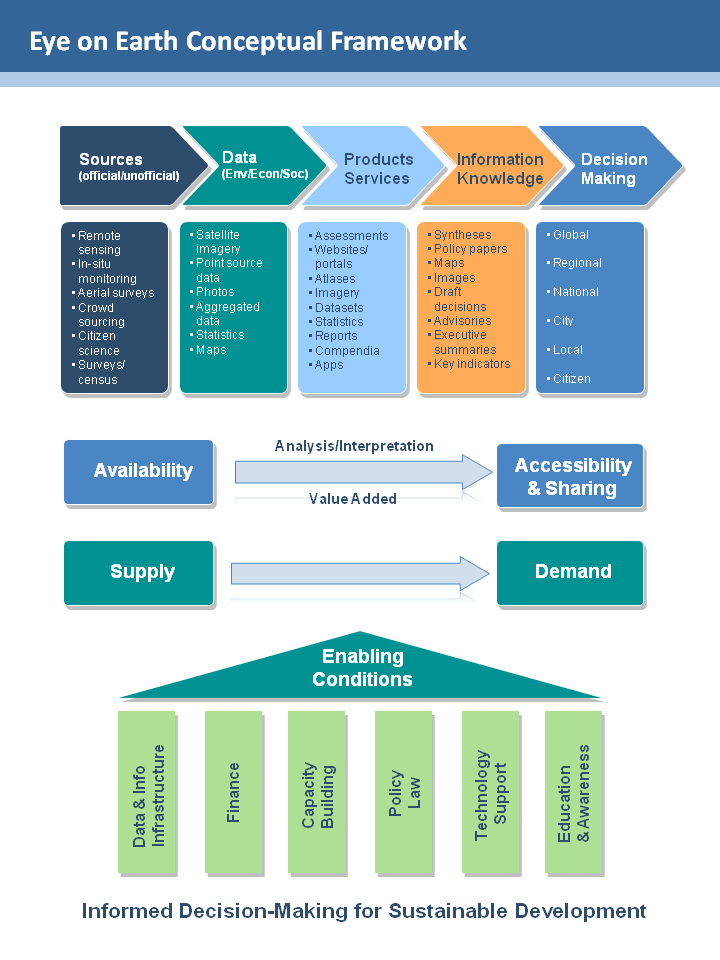 Eye on Earth Conceptual Framework
Sources
(official/unofficial)
Data
(Env/Econ/Soc)
Products
Services
Information
Knowledge
Decision
Making
• Remote
sensing
• In-situ
monitoring
• Aerial surveys
• Crowd
sourcing
• Citizen
science
• Surveys/
census
• Satellite
imagery
• Point source
data
• Photos
• Aggregated
data
• Statistics
• Maps
• Assessments
• Websites/
portals
• Atlases
• Imagery
• Datasets
• Statistics
• Reports
• Compendia
• Apps
• Syntheses
• Policy papers
• Maps
• Images
• Draft
decisions
• Advisories
• Executive
summaries
• Key indicators
• Global
• Regional
• National
• City
• Local
• Citizen
Availability
Analysis/Interpretation
Value Added
Accessibility
& Sharing
Supply
Demand
Enabling
Conditions
Data & Info
Infrastructure
Finance
Capacity
Building
Policy
Law
Technology
Support
Education
& Awareness
Informed Decision-Making for Sustainable Development